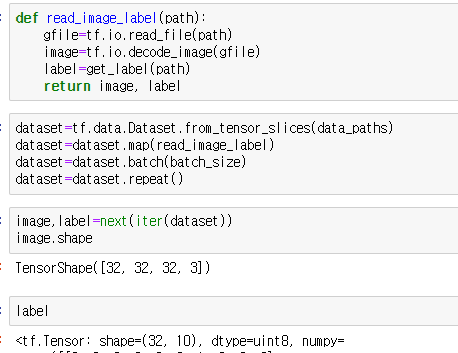 def read_image_label(path):
    gfile=tf.io.read_file(path)
    image=tf.io.decode_image(gfile)
    label=get_label(path)
    return image, label
dataset=tf.data.Dataset.from_tensor_slices(data_paths)
dataset=dataset.map(read_image_label)
dataset=dataset.batch(batch_size)
dataset=dataset.repeat()
image,label=next(iter(dataset))
image.shape
TensorShape([32, 32, 32, 3])
label
<tf.Tensor: shape=(32, 10), dtype=uint8, numpy=